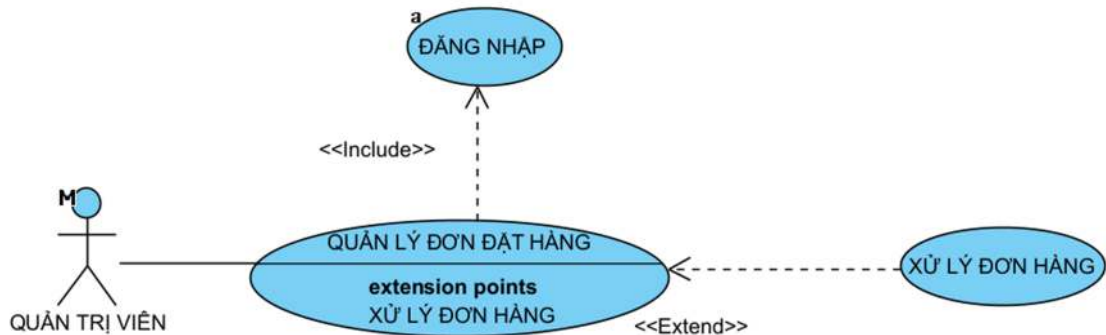 a
ĐĂNG NHẬP
<<Include>>
M
QUẢN LÝ ĐƠN ĐẶT HÀNG
extension points
XỬ LÝ ĐƠN HÀNG
XỬ LÝ ĐƠN HÀNG
QUẢN TRỊ VIÊN
<<Extend>>